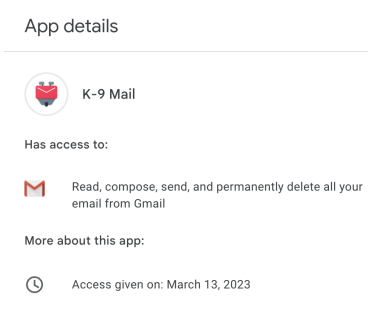 App details
K-9 Mail
Has access to:
Read, compose, send, and permanently delete all your
email from Gmail
More about this app:
Access given on: March 13, 2023